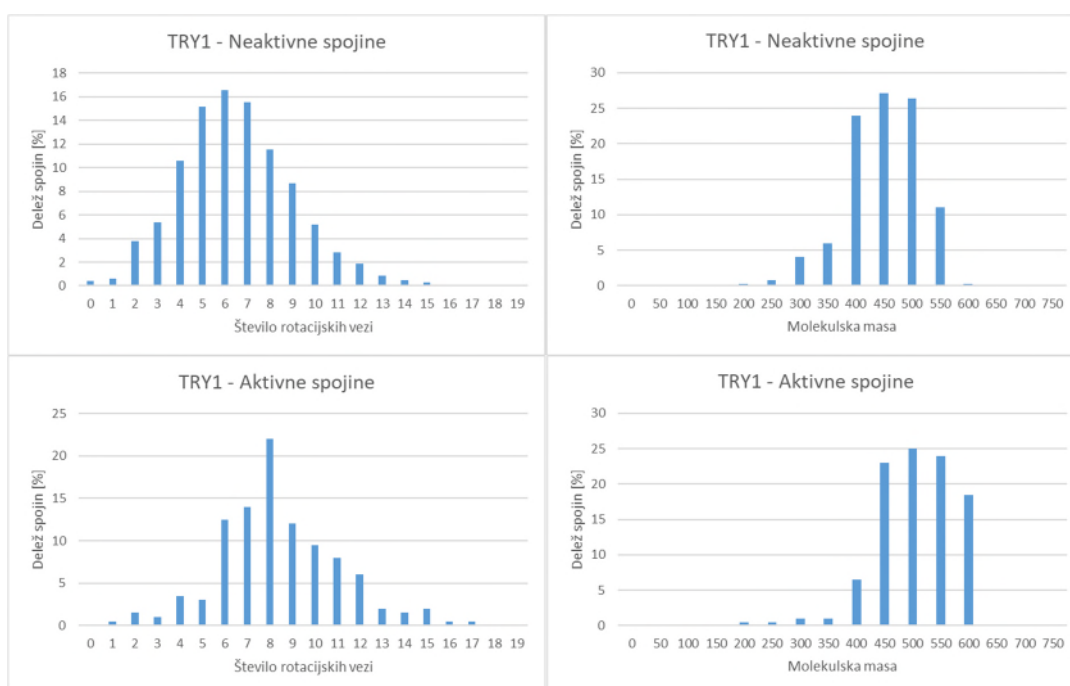 TRY1 - Neaktivne spojine
18
16
14
12
10
8
6
4
2
0
Delež spojin [%]
0 1 2 3 4 5 6 7 8 9 10 11 12 13 14 15 16 17 18 19
Število rotacijskih vezi
TRY1 - Neaktivne spojine
30
25
20
15
10
5
0
Delež spojin [%]
0 50 100 150 200 250 300 350 400 450 500 550 600 650 700 750
Molekulska masa
TRY1 - Aktivne spojine
25
20
15
10
5
0
Delež spojin [%]
0 1 2 3 4 5 6 7 8 9 10 11 12 13 14 15 16 17 18 19
Število rotacijskih vezi
TRY1 - Aktivne spojine
30
25
20
15
10
5
0
Delež spojin [%]
0 50 100 150 200 250 300 350 400 450 500 550 600 650 700 750
Molekulska masa